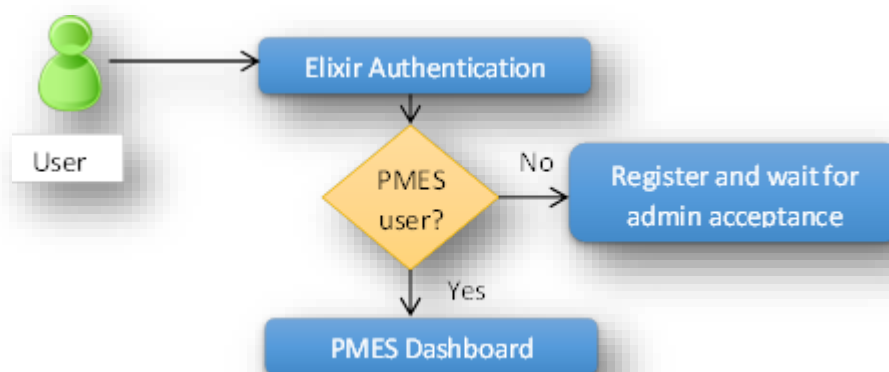 Elixir Authentication
User
PMES
user?
No
Register and wait for
admin acceptance
Yes
PMES Dashboard